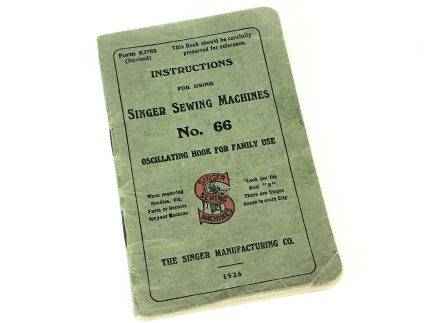 Form K1783
(Revised)
This Book should be carefully
preserved for reference.
INSTRUCTIONS
FOR USING
SINGER SEWING MACHINES
No. 66
OSCILLATING HOOK FOR FAMILY USE
When requiring
Needles, Oil,
Parts or Repairs
for your Machine
SINGER
SEWING
MACHINES
"Look for the
Red "S"
There are Singer
Shops in every City
THE SINGER MANUFACTURING CO.
1926